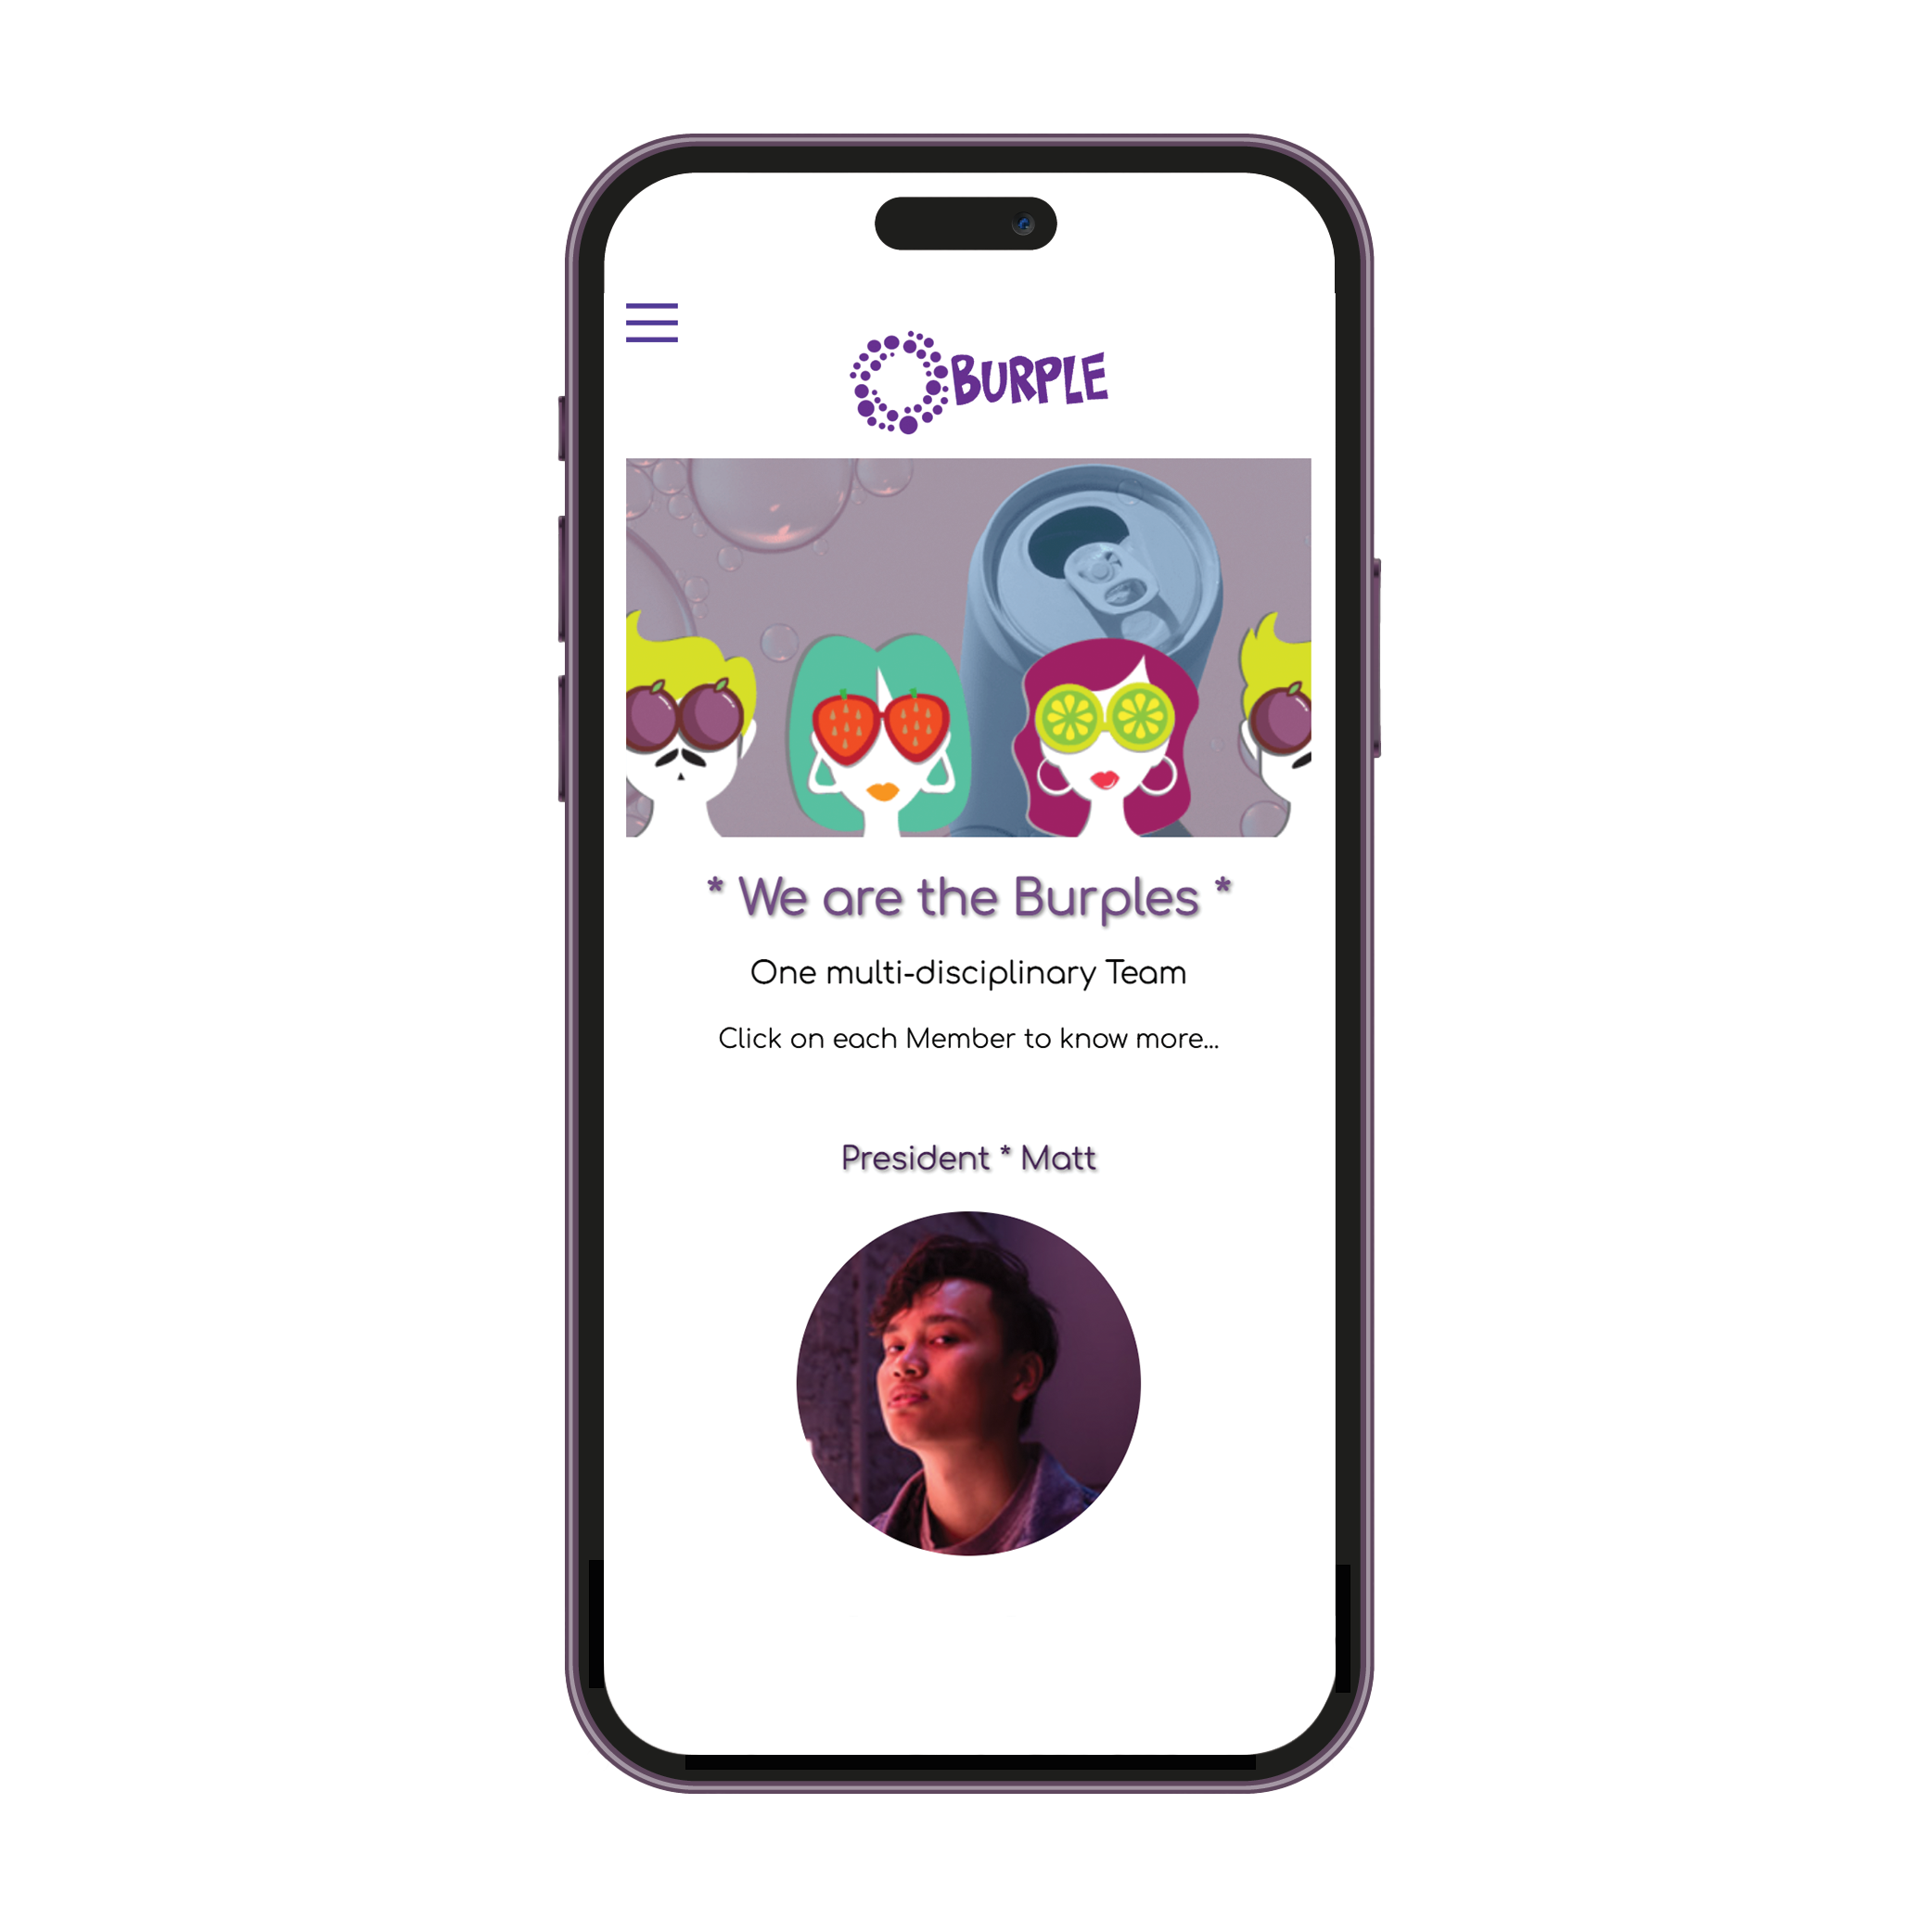 BURPLE
* We are the Burples *
One multi-disciplinary Team
Click on each Member to know more...
President * Matt